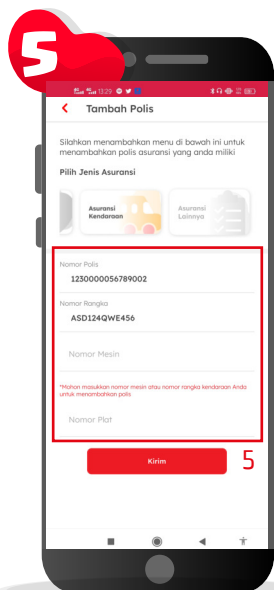 5
13:29
Tambah Polis
Silahkan menambahkan menu di bawah ini untuk
menambahkan polis asuransi yang anda miliki
Pilih Jenis Asuransi
Asuransi
Kendaraan
Asuransi
Lainnya
Nomor Polis
1230000056789002
Nomor Rangka
ASD124QWE456
Nomor Mesin
*Mohon masukkan nomor mesin atau nomor rangka kendaraan Anda
untuk menambahkan polis
Nomor Plat
Kirim
5